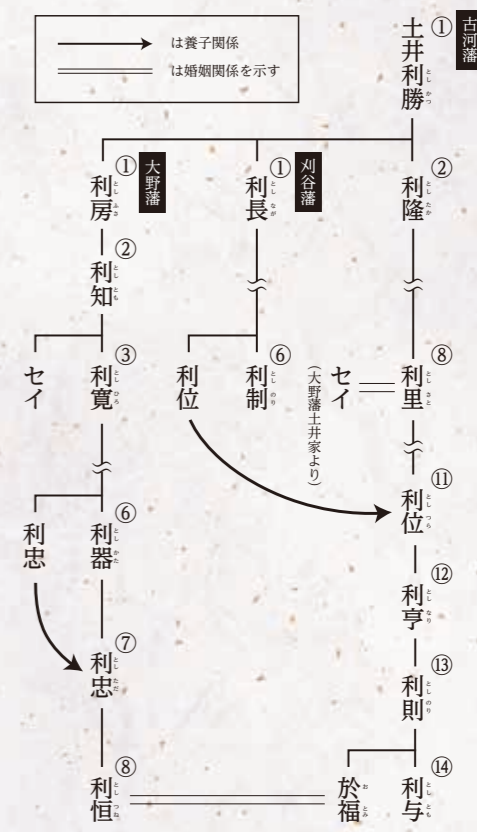 は養子関係
は婚姻関係を示す
古河藩
①
土井利勝
とし かつ
②
利隆
とし たか
⑧
利里
とし さと
セイ
(大野藩土井家より)
⑪
利位
とし つら
⑫
利亨
とし なり
⑬
利則
とし のり
⑭
利与
とし とも
於福
お とみ
刈谷藩
①
利長
とし なが
⑥
利制
とし のり
利位
大野藩
①
利房
とし ふさ
②
利知
とし とも
③
利寛
とし ひろ
セイ
⑥
利器
とし かた
利忠
⑦
利忠
とし ただ
⑧
利恒
とし つね